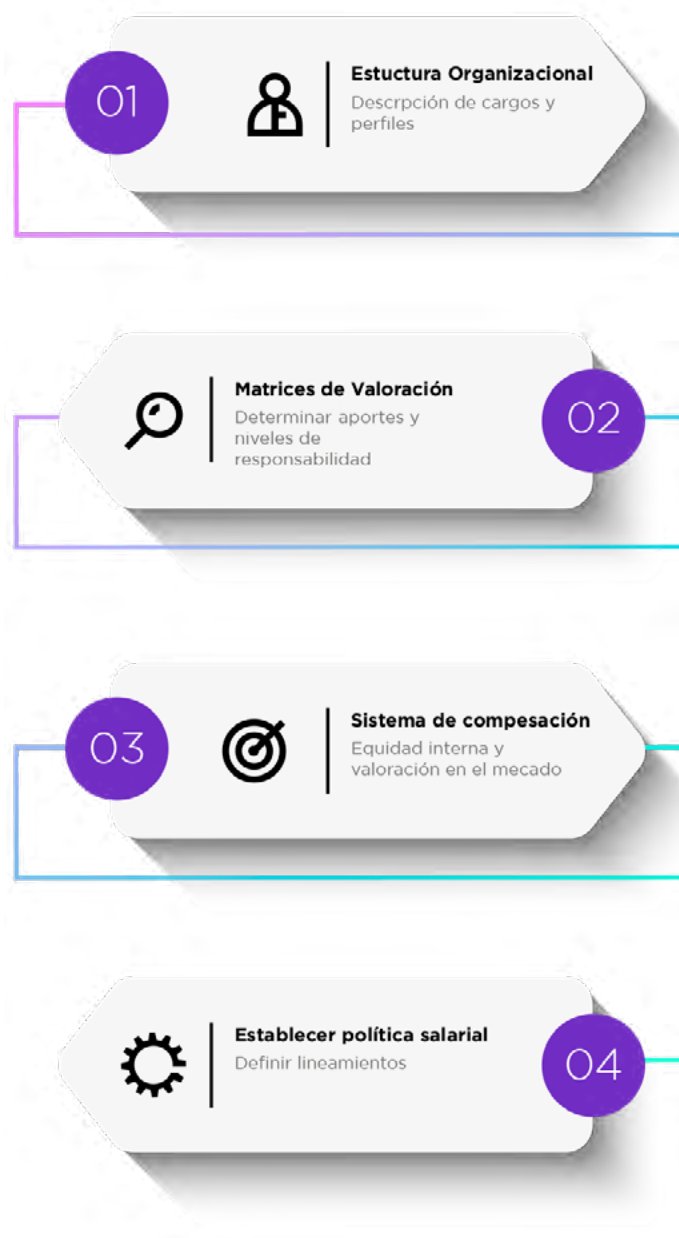 01
Estuctura Organizacional
Descrpción de cargos y
perfiles
Matrices de Valoración
Determinar aportes y
niveles de
responsabilidad
02
03
Sistema de compesación
Equidad interna y
valoración en el mecado
Establecer política salarial
Definir lineamientos
04